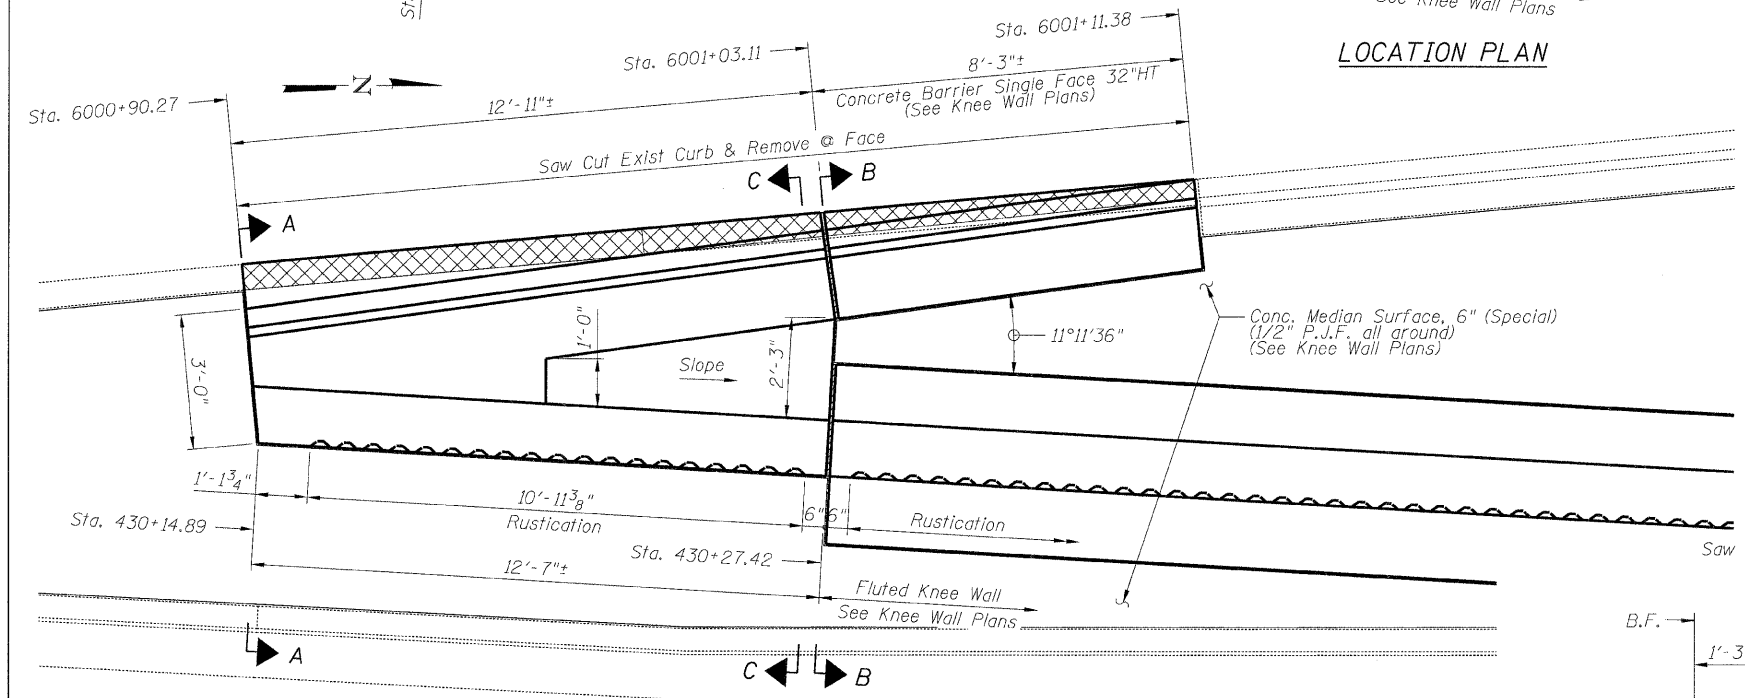 St
See Knee Wall Plans
LOCATION PLAN
Sta. 6001+11.38
Sta. 6001+03.11
8'-3"±
Sta. 6000+90.27
N
12'-11"±
Concrete Barrier Single Face 32"HT
(See Knee Wall Plans)
Saw Cut Exist Curb & Remove @ Face
C
B
A
Conc. Median Surface, 6" (Special)
(1/2" P.J.F. all around)
(See Knee Wall Plans)
11°11'36"
1'-0"
Slope
2'-3"
3'-0"
1'-1 3/4"
10'-11 3/8"
Rustication
6"
6"
Rustication
Sta. 430+14.89
Sta. 430+27.42
Saw
12'-7"±
Fluted Knee Wall
See Knee Wall Plans
B.F.
1'-3
A
C
B